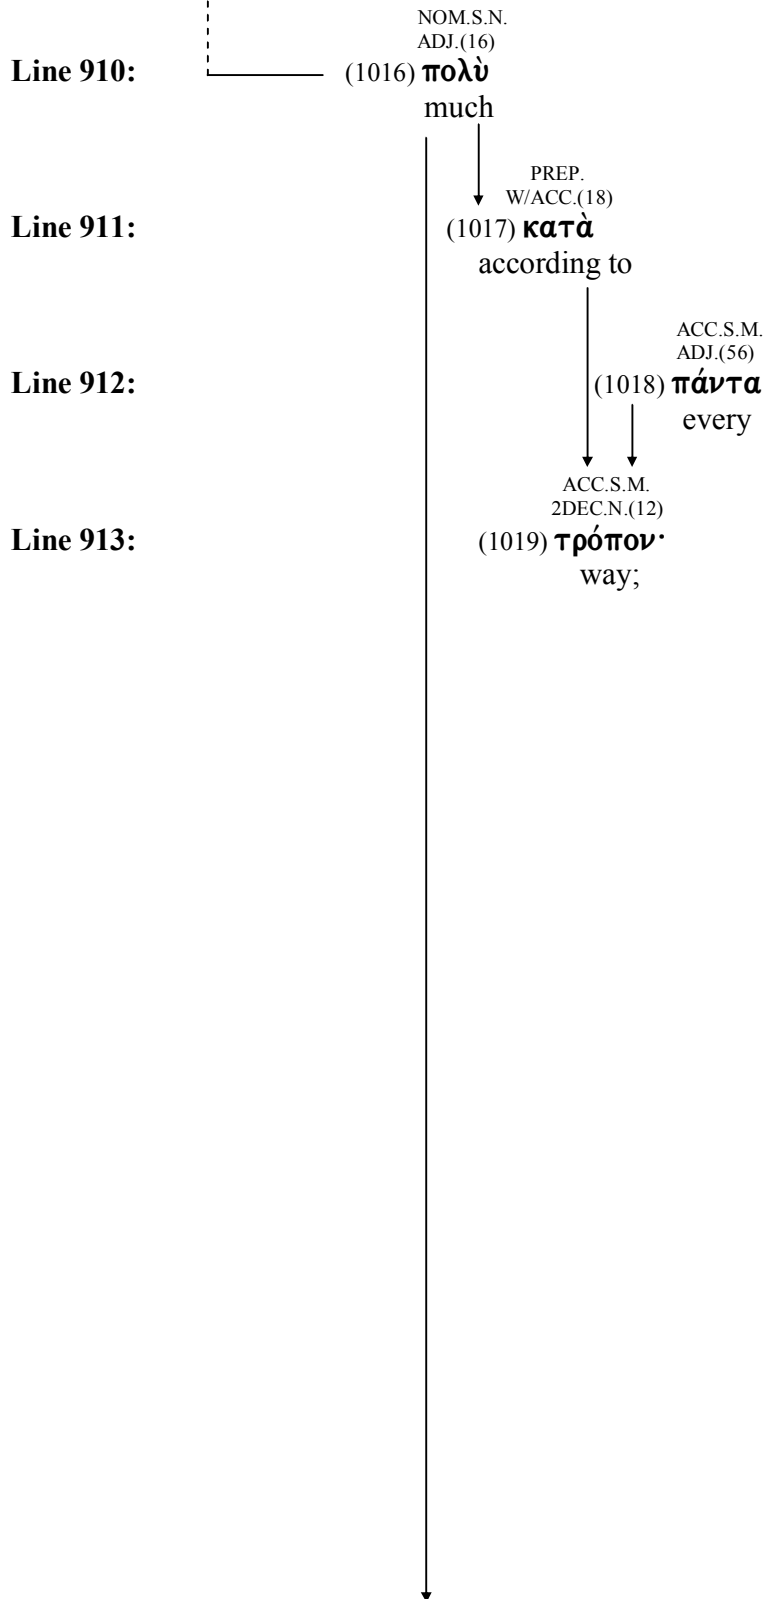 NOM.S.N.
ADJ.(16)
Line 910: (1016) πολὺ
much
PREP.
W/ACC.(18)
Line 911: (1017) κατὰ
according to
ACC.S.M.
ADJ.(56)
Line 912: (1018) πάντα
every
ACC.S.M.
2DEC.N.(12)
Line 913: (1019) τρόπον·
way;